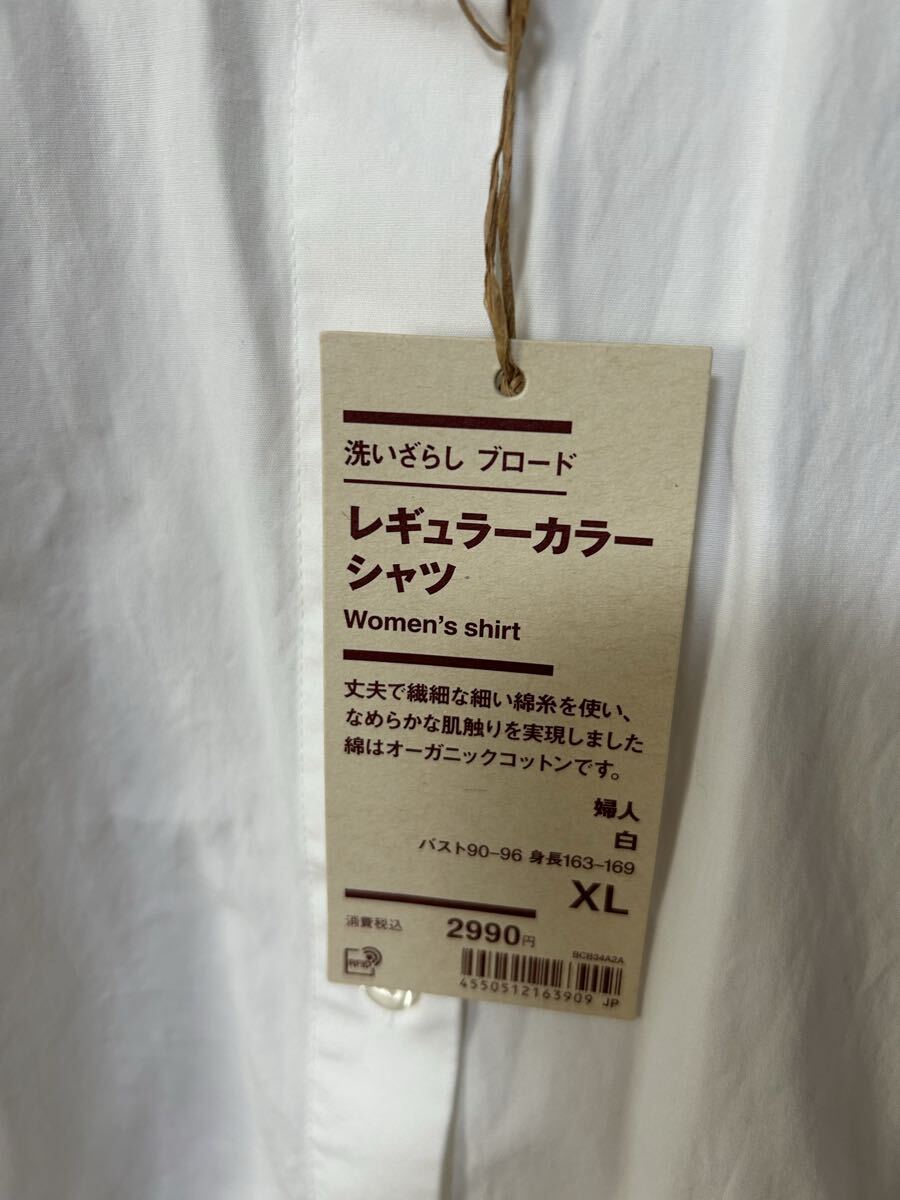 洗いざらし ブロード
レギュラーカラー
シャツ
Women's shirt
丈夫で繊細な細い綿糸を使い、
なめらかな肌触りを実現しました
綿はオーガニックコットンです。
婦人
白
バスト90-96 身長163-169
XL
消費税込 2990円
BCB34A2A
4550512163909 JP